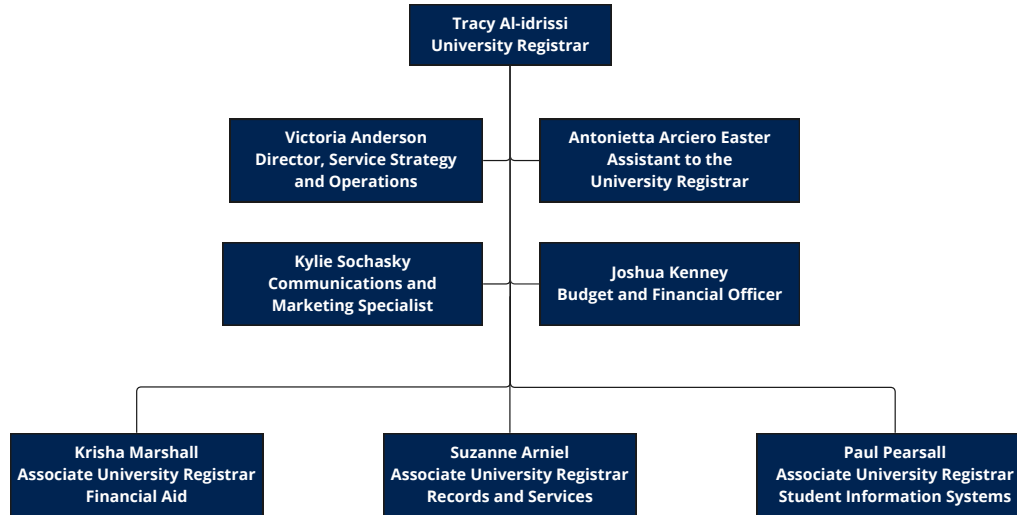 Tracy Al-idrissi
University Registrar
Victoria Anderson
Director, Service Strategy
and Operations
Antonietta Arciero Easter
Assistant to the
University Registrar
Kylie Sochasky
Communications and
Marketing Specialist
Joshua Kenney
Budget and Financial Officer
Krisha Marshall
Associate University Registrar
Financial Aid
Suzanne Arniel
Associate University Registrar
Records and Services
Paul Pearsall
Associate University Registrar
Student Information Systems